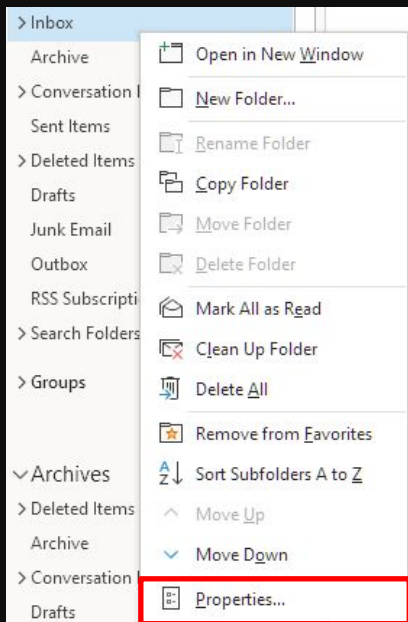 Inbox
Archive
Conversation
Sent Items
Deleted Items
Drafts
Junk Email
Outbox
RSS Subscripti
Search Folders
Groups
Archives
Deleted Items
Archive
Conversation
Drafts
Open in New Window
New Folder...
Rename Folder
Copy Folder
Move Folder
Delete Folder
Mark All as Read
Clean Up Folder
Delete All
Remove from Favorites
Sort Subfolders A to Z
Move Up
Move Down
Properties...